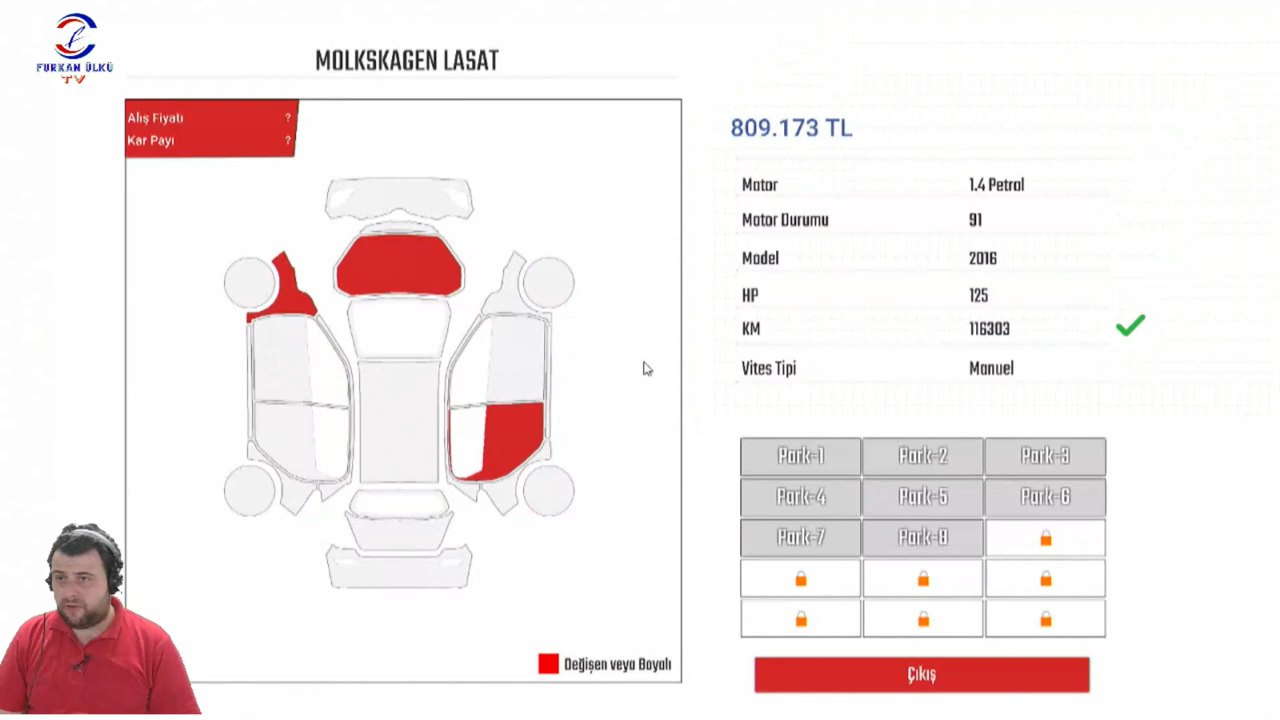 FURKAN ÜLKÜ
TV
MOLKSKAGEN LASAT
Alış Fiyatı ?
Kar Payı ?
809.173 TL
Motor 1.4 Petrol
Motor Durumu 91
Model 2016
HP 125
KM 116303
Vites Tipi Manuel
Park-1 Park-2 Park-3
Park-4 Park-5 Park-6
Park-7 Park-8
Değişen veya Boyalı
Çıkış